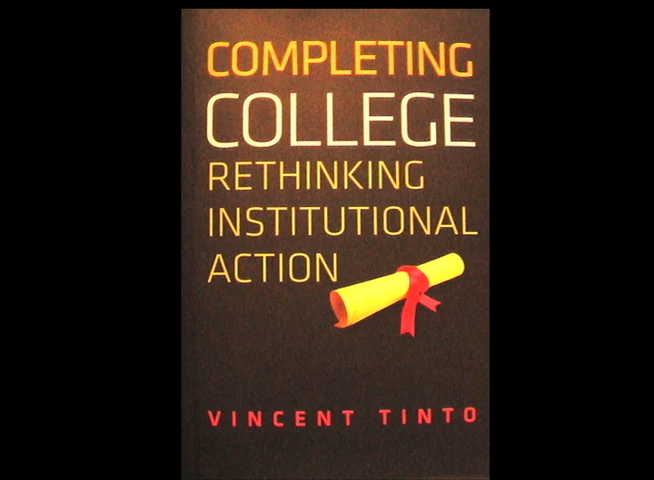 COMPLETING
COLLEGE
RETHINKING
INSTITUTIONAL
ACTION
VINCENT TINTO